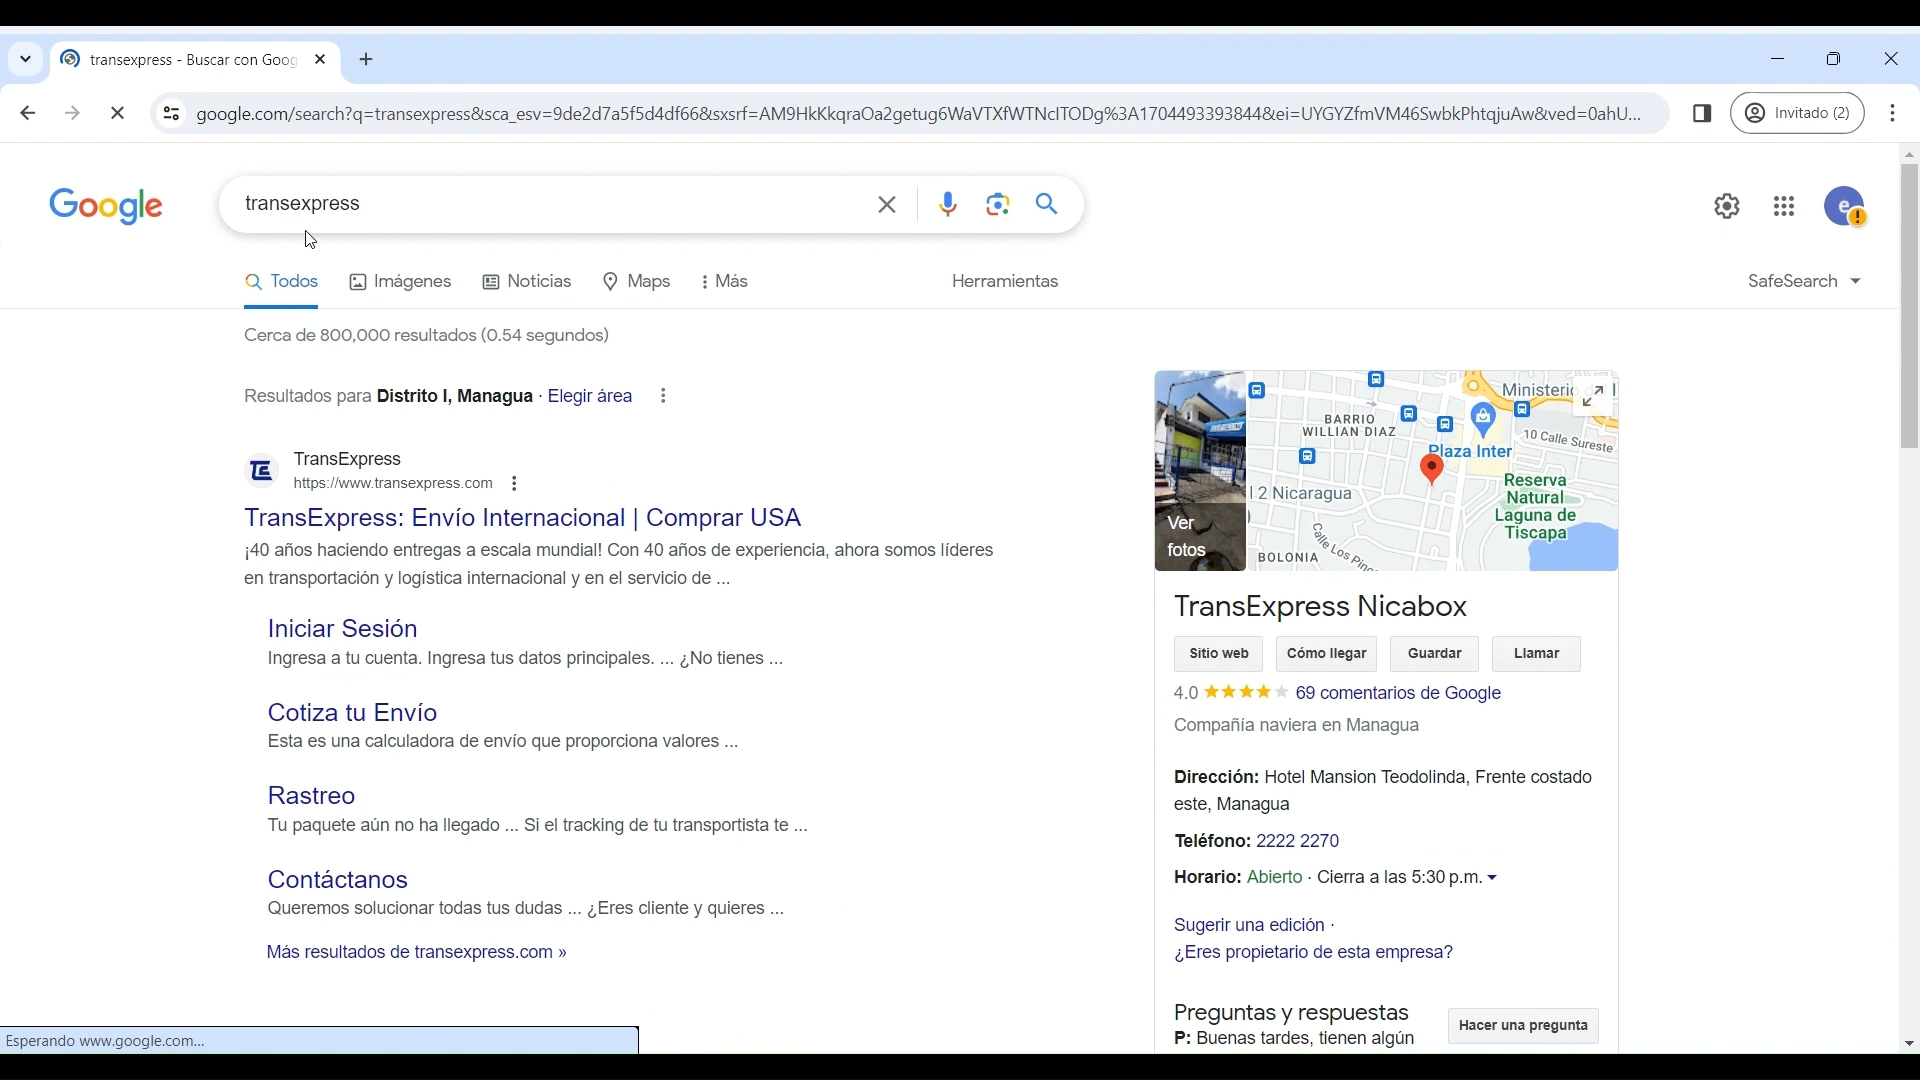 transexpress - Buscar con Goog
google.com/search?q=transexpress&sca_esv=9de2d7a5f5d4df66&sxsrf=AM9HkKkqraOa2getug6WaVTXfWTNclTODg%3A1704493393844&ei=UYGYZfmVM46SwbkPhtqjuAw&ved=0ahU...
Invitado (2)
Google
transexpress
e
Todos
Imágenes
Noticias
Maps
Más
Herramientas
SafeSearch
Cerca de 800,000 resultados (0.54 segundos)
Resultados para Distrito I, Managua · Elegir área
TE
TransExpress
https://www.transexpress.com
TransExpress: Envío Internacional | Comprar USA
¡40 años haciendo entregas a escala mundial! Con 40 años de experiencia, ahora somos líderes
en transportación y logística internacional y en el servicio de ...
Iniciar Sesión
Ingresa a tu cuenta. Ingresa tus datos principales. ... ¿No tienes ...
Cotiza tu Envío
Esta es una calculadora de envío que proporciona valores ...
Rastreo
Tu paquete aún no ha llegado ... Si el tracking de tu transportista te ...
Contáctanos
Queremos solucionar todas tus dudas ... ¿Eres cliente y quieres ...
Más resultados de transexpress.com »
Ver
fotos
BARRIO
WILLIAN DIAZ
10 Calle Sureste
Plaza Inter
l 2 Nicaragua
Reserva
Natural
Laguna de
Tiscapa
Calle Los Pino
BOLONIA
TransExpress Nicabox
Sitio web
Cómo llegar
Guardar
Llamar
4.0 ★★★★★ 69 comentarios de Google
Compañía naviera en Managua
Dirección: Hotel Mansion Teodolinda, Frente costado
este, Managua
Teléfono: 2222 2270
Horario: Abierto · Cierra a las 5:30 p.m.
Sugerir una edición ·
¿Eres propietario de esta empresa?
Preguntas y respuestas
P: Buenas tardes, tienen algún
Hacer una pregunta
Esperando www.google.com...